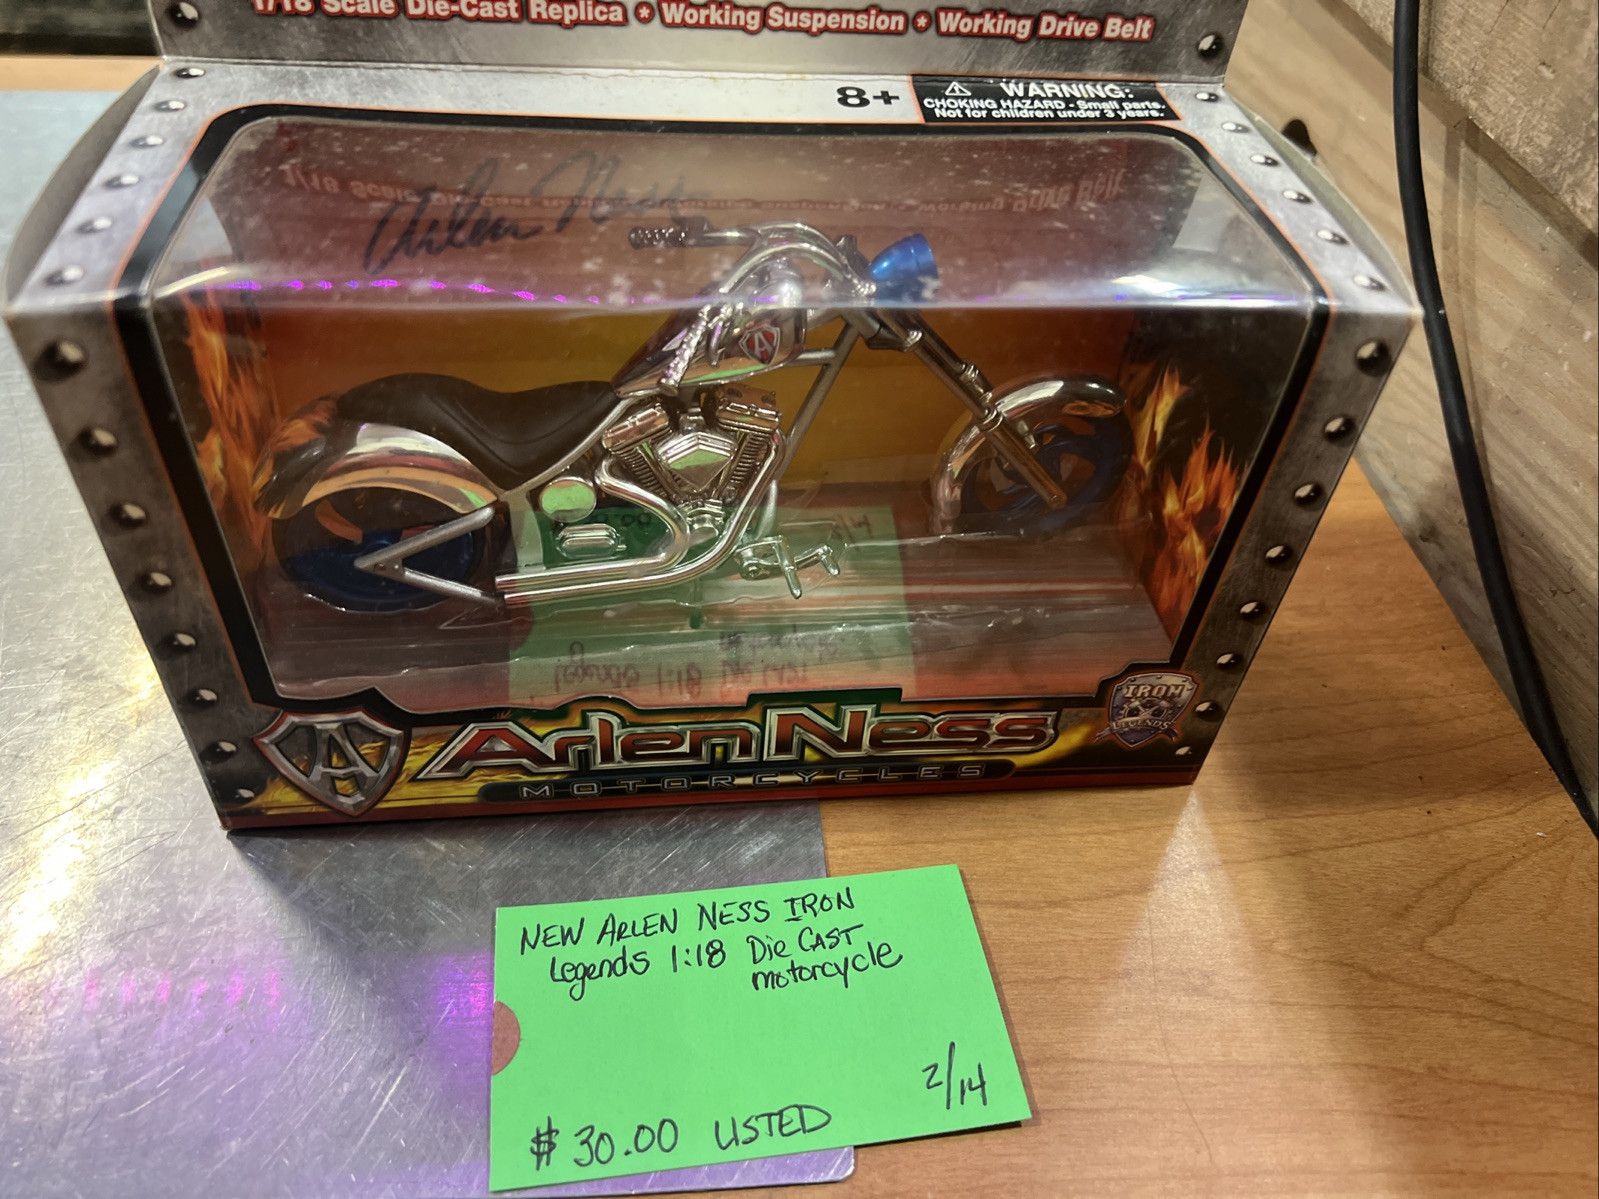 1/18 Scale Die-Cast Replica * Working Suspension * Working Drive Belt
8+
WARNING:
CHOKING HAZARD - Small parts.
Not for children under 3 years.
Arlen Ness
A
A
Arlen Ness
MOTORCYCLES
IRON
LEGENDS
NEW ARLEN NESS IRON
Legends 1:18 Die CAST
motorcycle
2/14
$30.00 LISTED